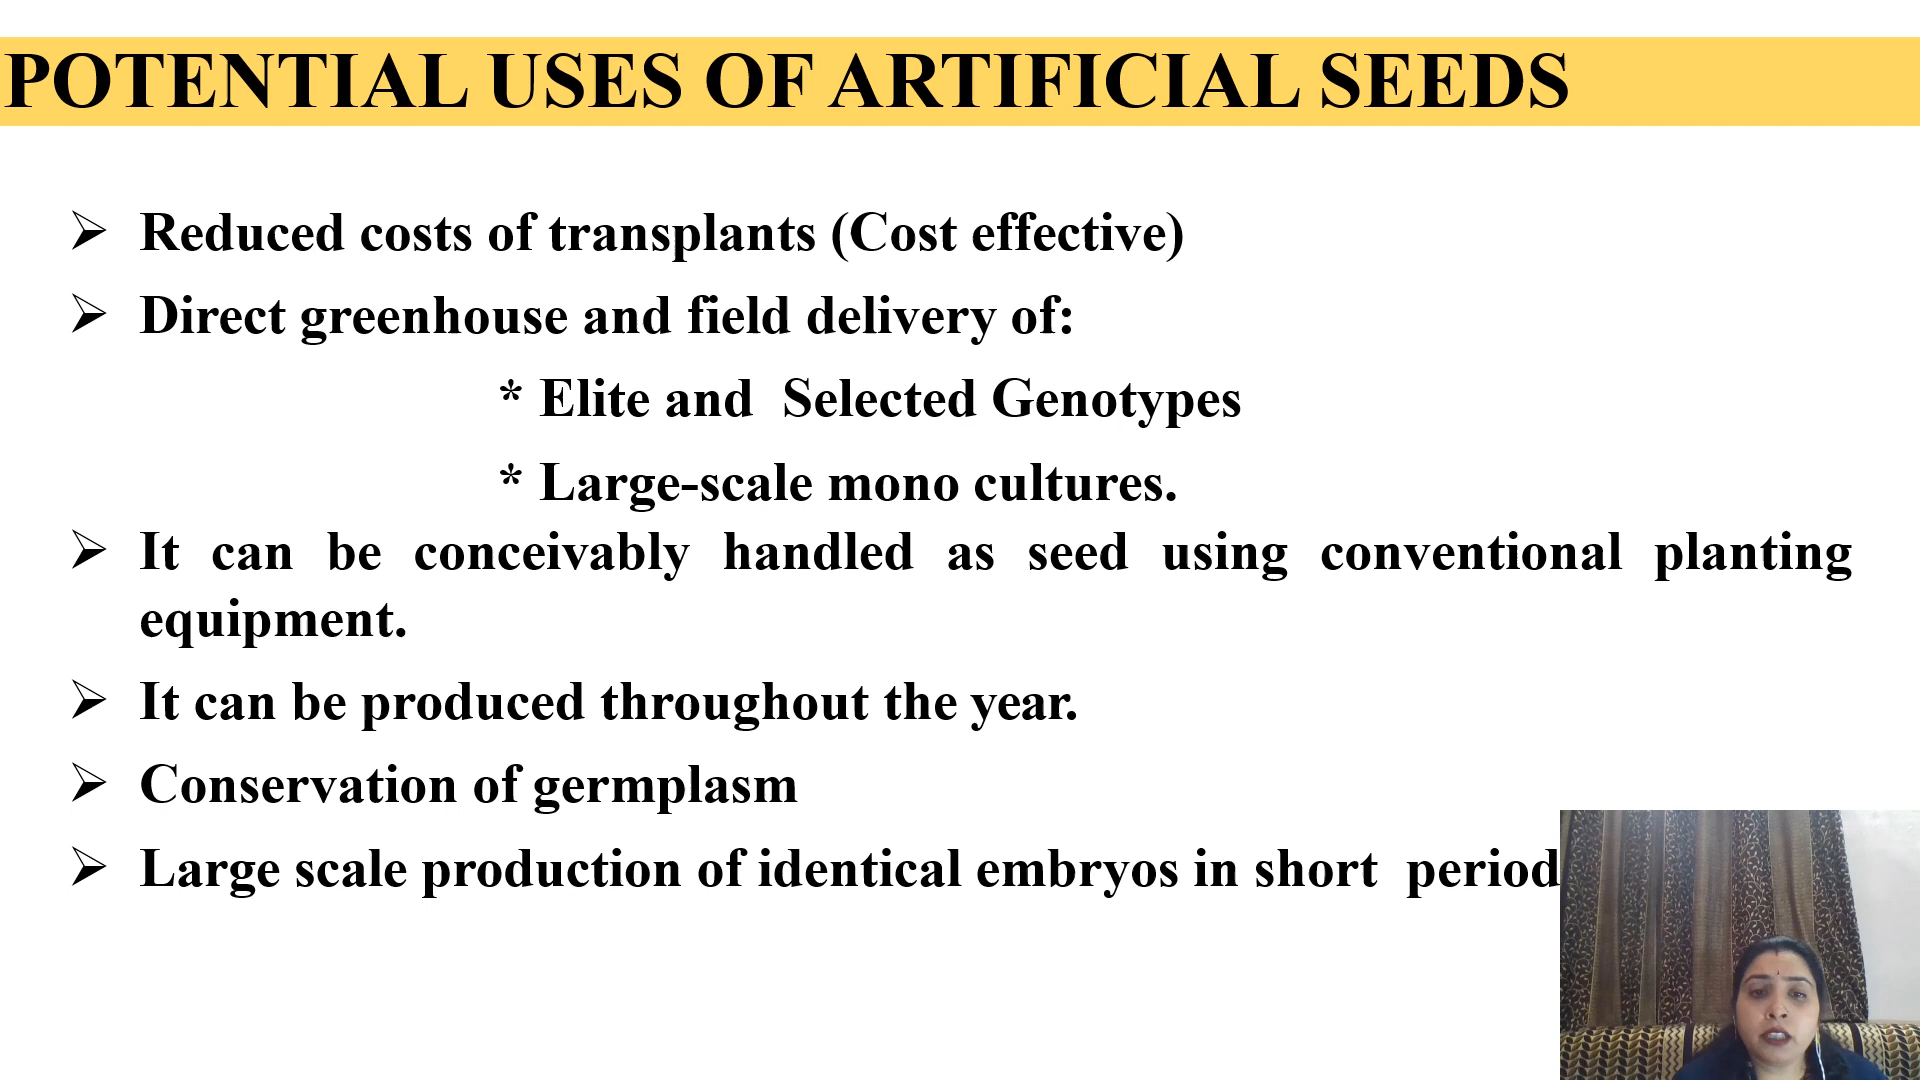 POTENTIAL USES OF ARTIFICIAL SEEDS
➢ Reduced costs of transplants (Cost effective)
➢ Direct greenhouse and field delivery of:
* Elite and Selected Genotypes
* Large-scale mono cultures.
➢ It can be conceivably handled as seed using conventional planting
equipment.
➢ It can be produced throughout the year.
➢ Conservation of germplasm
➢ Large scale production of identical embryos in short period